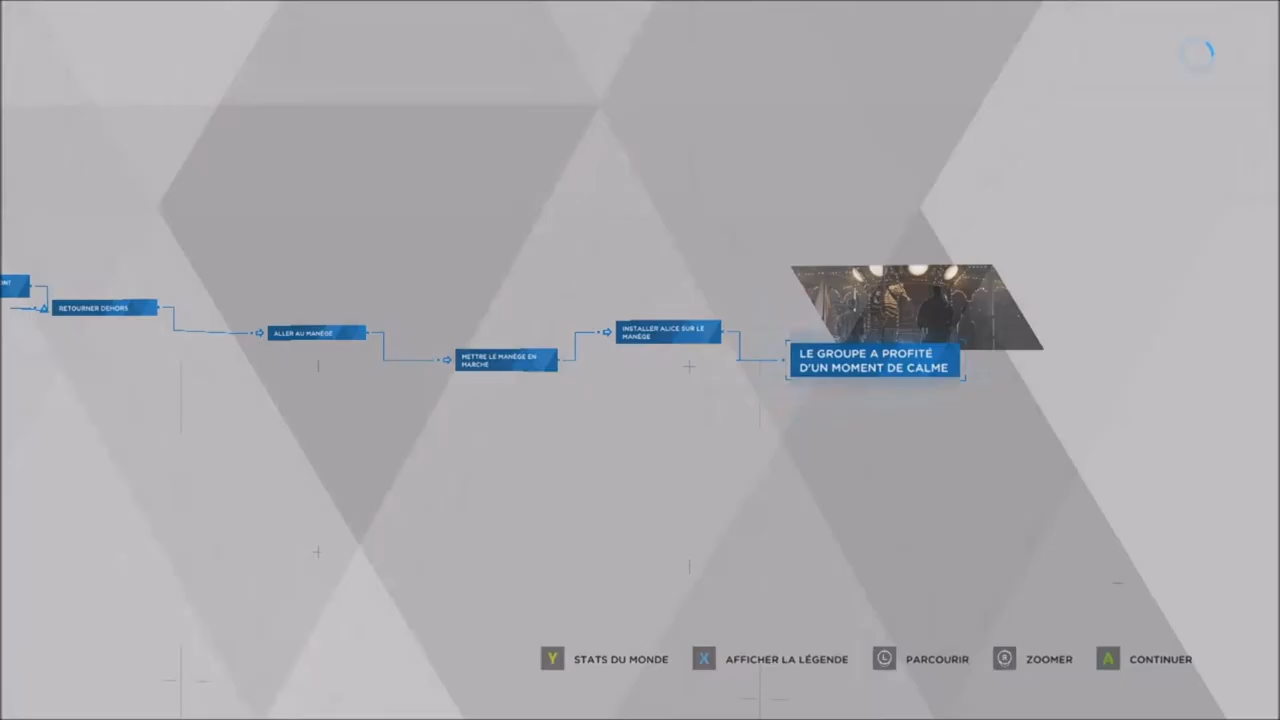 RETOURNER DEHORS
ALLER AU MANÈGE
METTRE LE MANÈGE EN
MARCHE
INSTALLER ALICE SUR LE
MANÈGE
LE GROUPE A PROFITÉ
D'UN MOMENT DE CALME
Y STATS DU MONDE
X AFFICHER LA LÉGENDE
L PARCOURIR
R ZOOMER
A CONTINUER